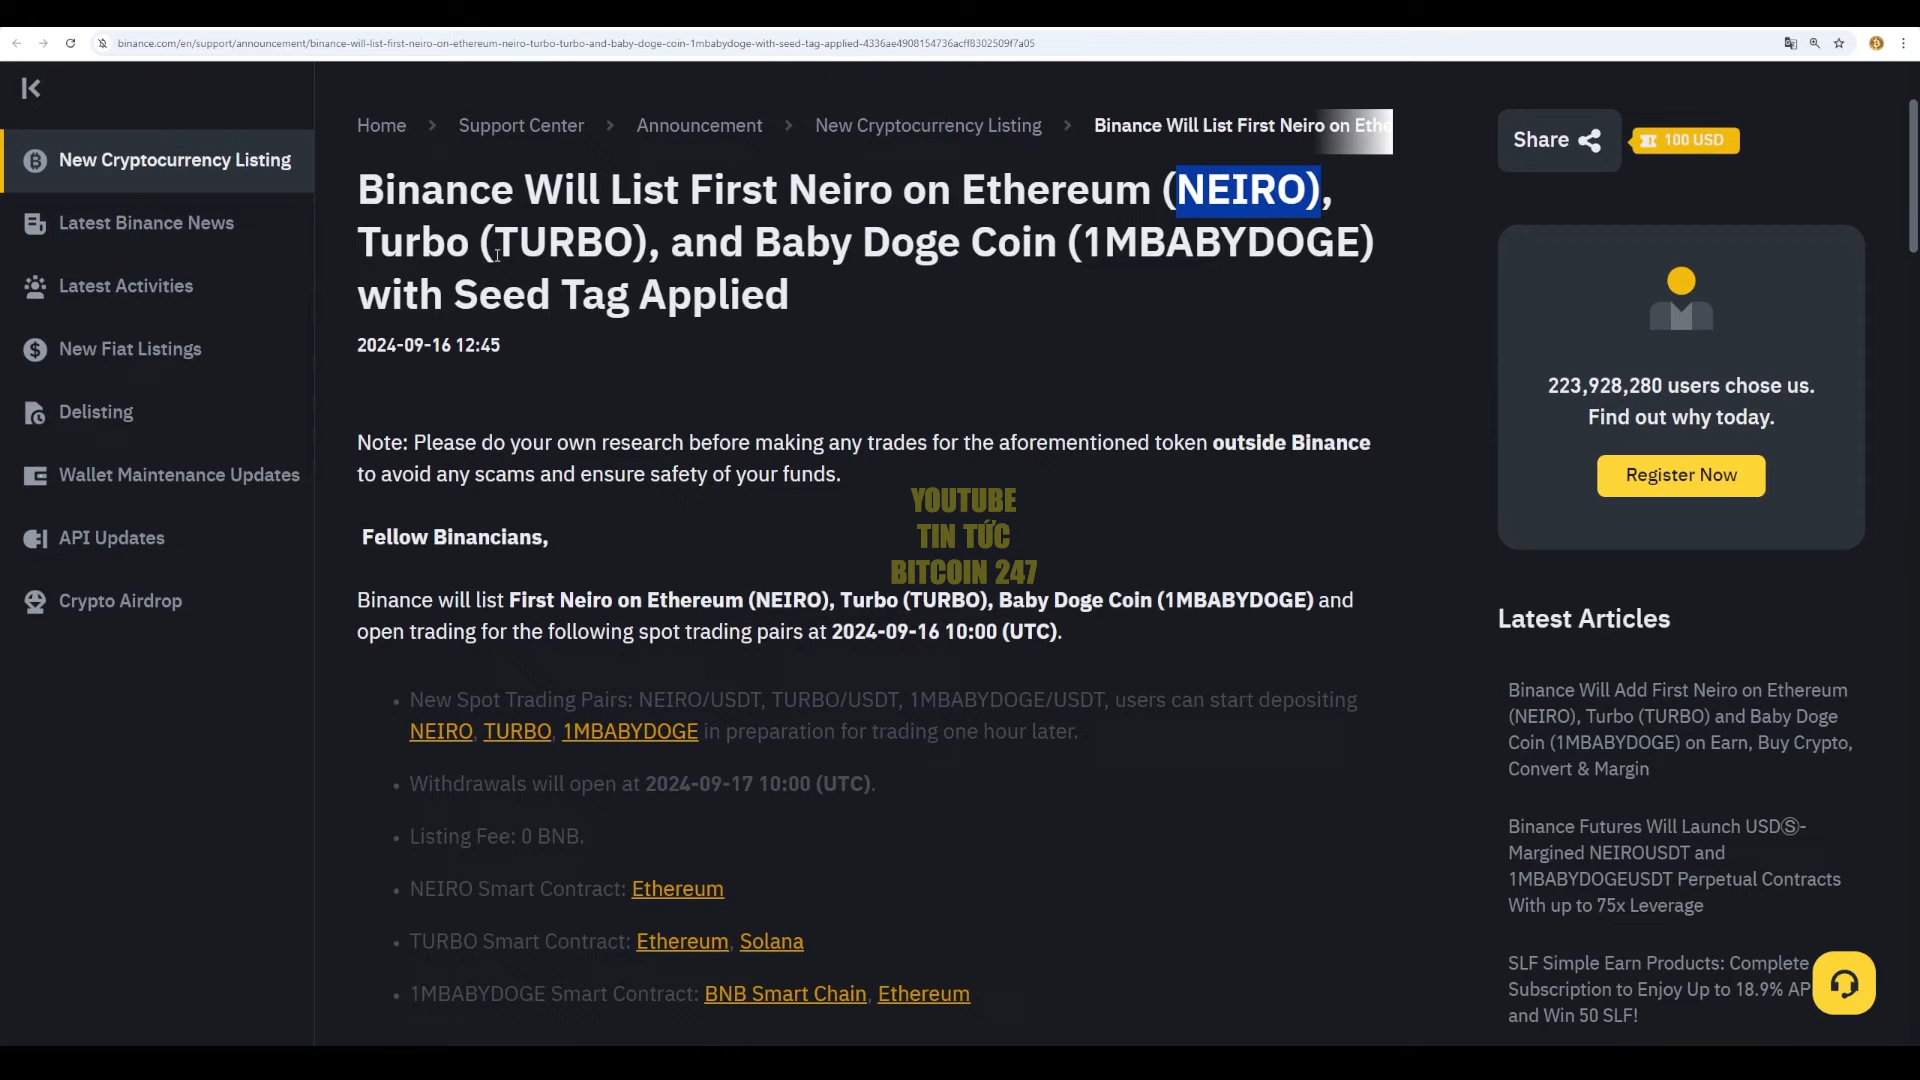 binance.com/en/support/announcement/binance-will-list-first-neiro-on-ethereum-neiro-turbo-turbo-and-baby-doge-coin-1mbabydoge-with-seed-tag-applied-4336ae4908154736acff8302509f7a05
New Cryptocurrency Listing
Latest Binance News
Latest Activities
New Fiat Listings
Delisting
Wallet Maintenance Updates
API Updates
Crypto Airdrop
Home > Support Center > Announcement > New Cryptocurrency Listing > Binance Will List First Neiro on Ethe
Binance Will List First Neiro on Ethereum (NEIRO),
Turbo (TURBO), and Baby Doge Coin (1MBABYDOGE)
with Seed Tag Applied
2024-09-16 12:45
Note: Please do your own research before making any trades for the aforementioned token outside Binance
to avoid any scams and ensure safety of your funds.
YOUTUBE
TIN TỨC
BITCOIN 247
Fellow Binancians,
Binance will list First Neiro on Ethereum (NEIRO), Turbo (TURBO), Baby Doge Coin (1MBABYDOGE) and
open trading for the following spot trading pairs at 2024-09-16 10:00 (UTC).
• New Spot Trading Pairs: NEIRO/USDT, TURBO/USDT, 1MBABYDOGE/USDT, users can start depositing
NEIRO, TURBO, 1MBABYDOGE in preparation for trading one hour later.
• Withdrawals will open at 2024-09-17 10:00 (UTC).
• Listing Fee: 0 BNB.
• NEIRO Smart Contract: Ethereum
• TURBO Smart Contract: Ethereum, Solana
• 1MBABYDOGE Smart Contract: BNB Smart Chain, Ethereum
Share
100 USD
223,928,280 users chose us.
Find out why today.
Register Now
Latest Articles
Binance Will Add First Neiro on Ethereum
(NEIRO), Turbo (TURBO) and Baby Doge
Coin (1MBABYDOGE) on Earn, Buy Crypto,
Convert & Margin
Binance Futures Will Launch USDⓈ-
Margined NEIROUSDT and
1MBABYDOGEUSDT Perpetual Contracts
With up to 75x Leverage
SLF Simple Earn Products: Complete
Subscription to Enjoy Up to 18.9% AP
and Win 50 SLF!